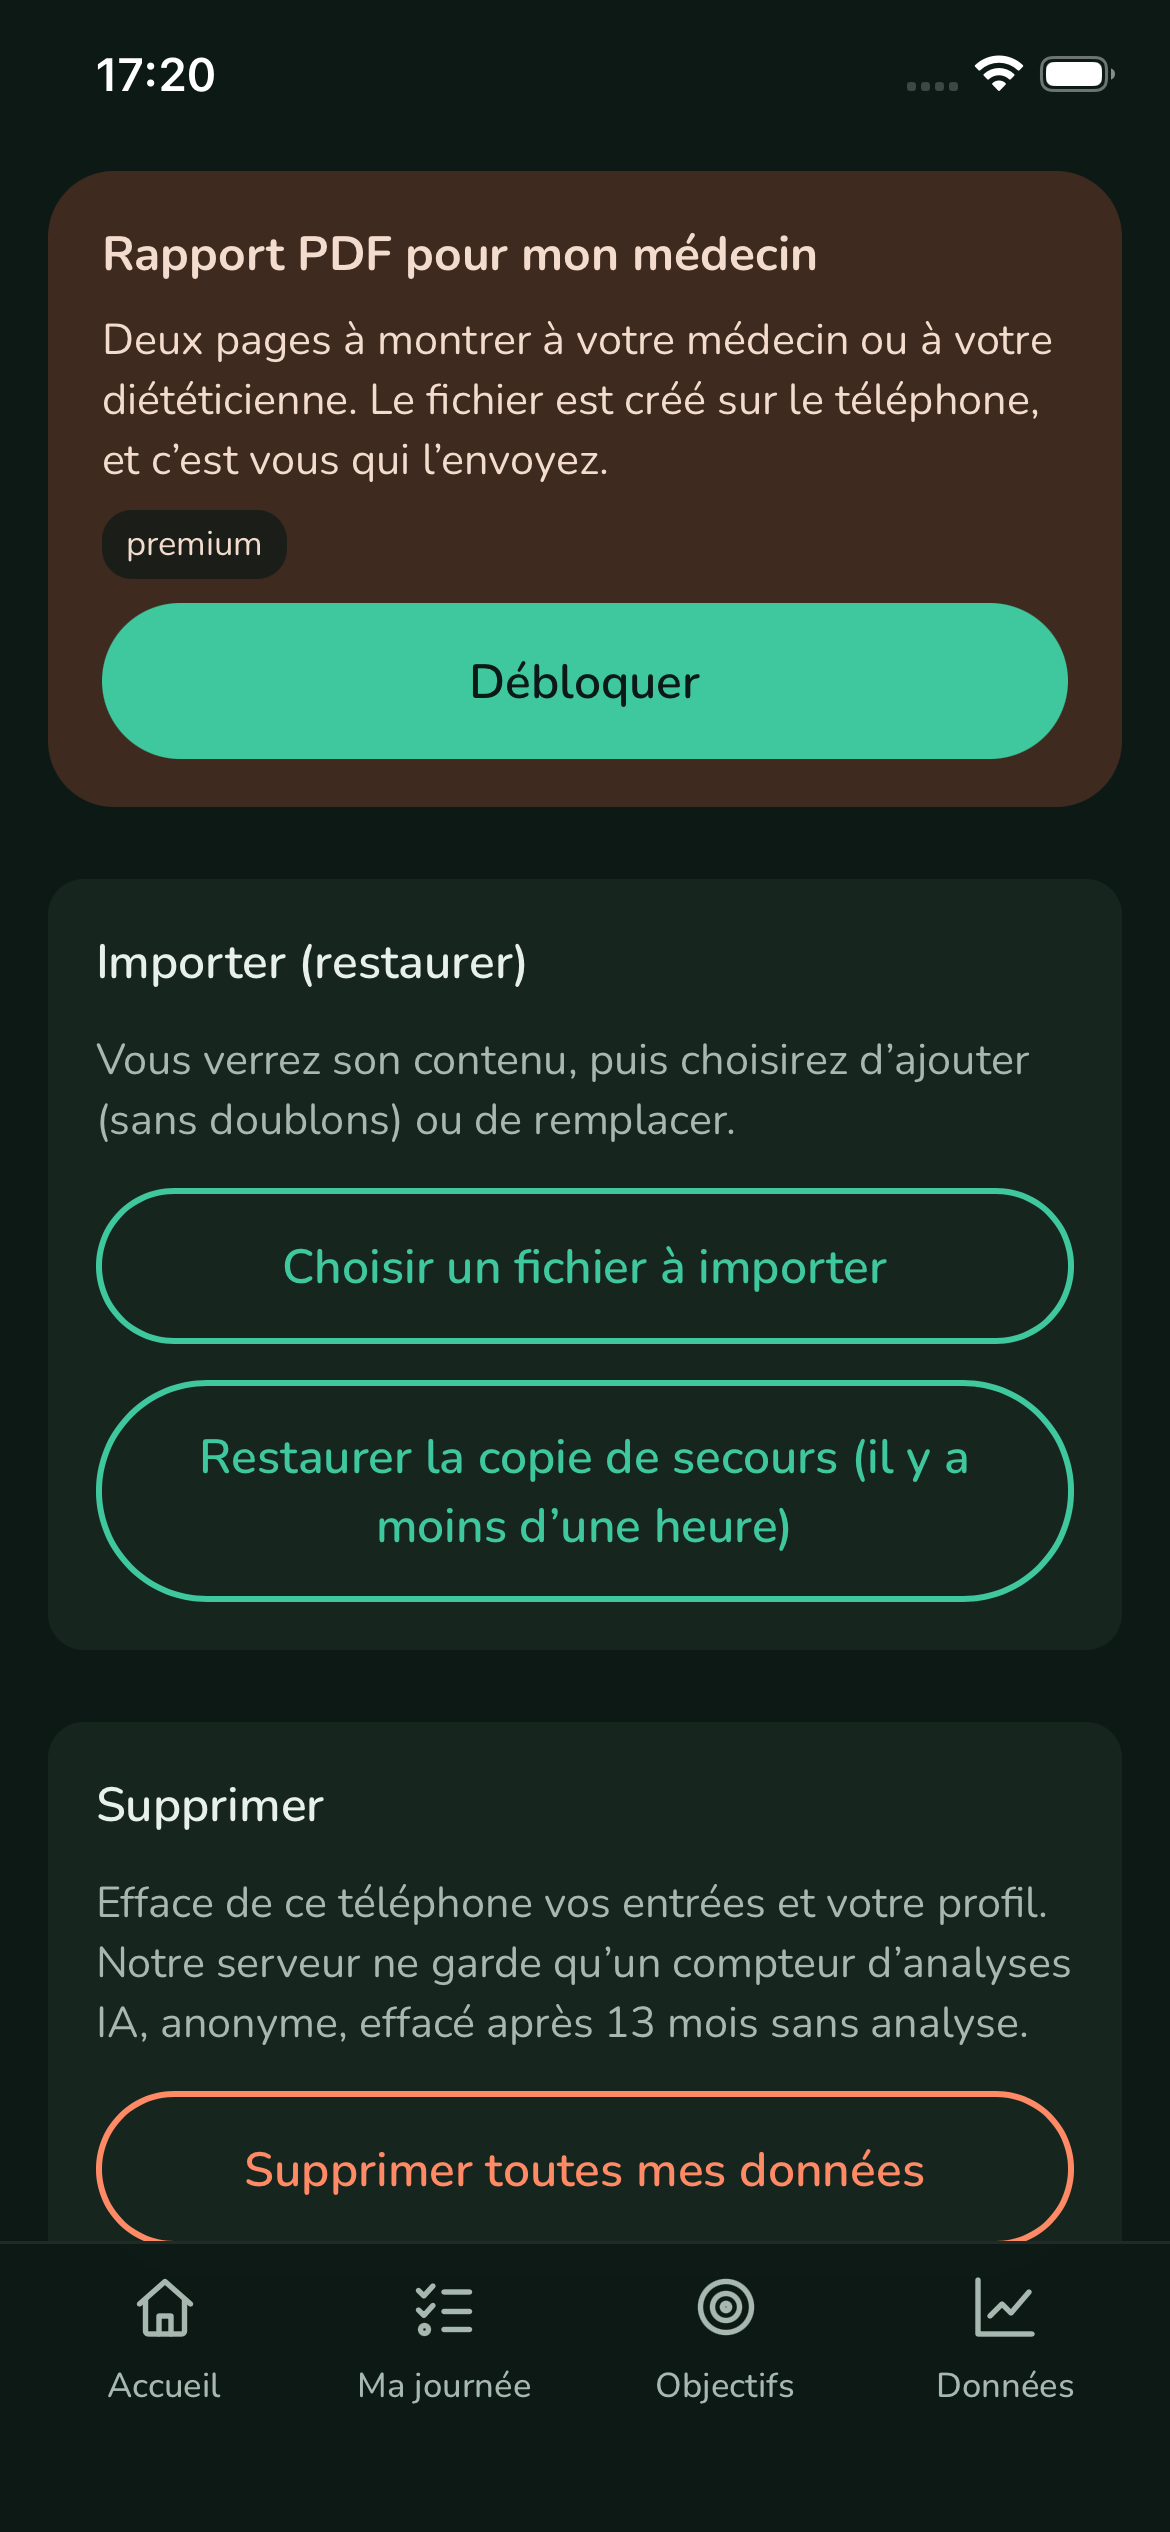 17:20
Rapport PDF pour mon médecin
Deux pages à montrer à votre médecin ou à votre
diététicienne. Le fichier est créé sur le téléphone,
et c’est vous qui l’envoyez.
premium
Débloquer
Importer (restaurer)
Vous verrez son contenu, puis choisirez d’ajouter
(sans doublons) ou de remplacer.
Choisir un fichier à importer
Restaurer la copie de secours (il y a
moins d’une heure)
Supprimer
Efface de ce téléphone vos entrées et votre profil.
Notre serveur ne garde qu’un compteur d’analyses
IA, anonyme, effacé après 13 mois sans analyse.
Supprimer toutes mes données
Accueil
Ma journée
Objectifs
Données